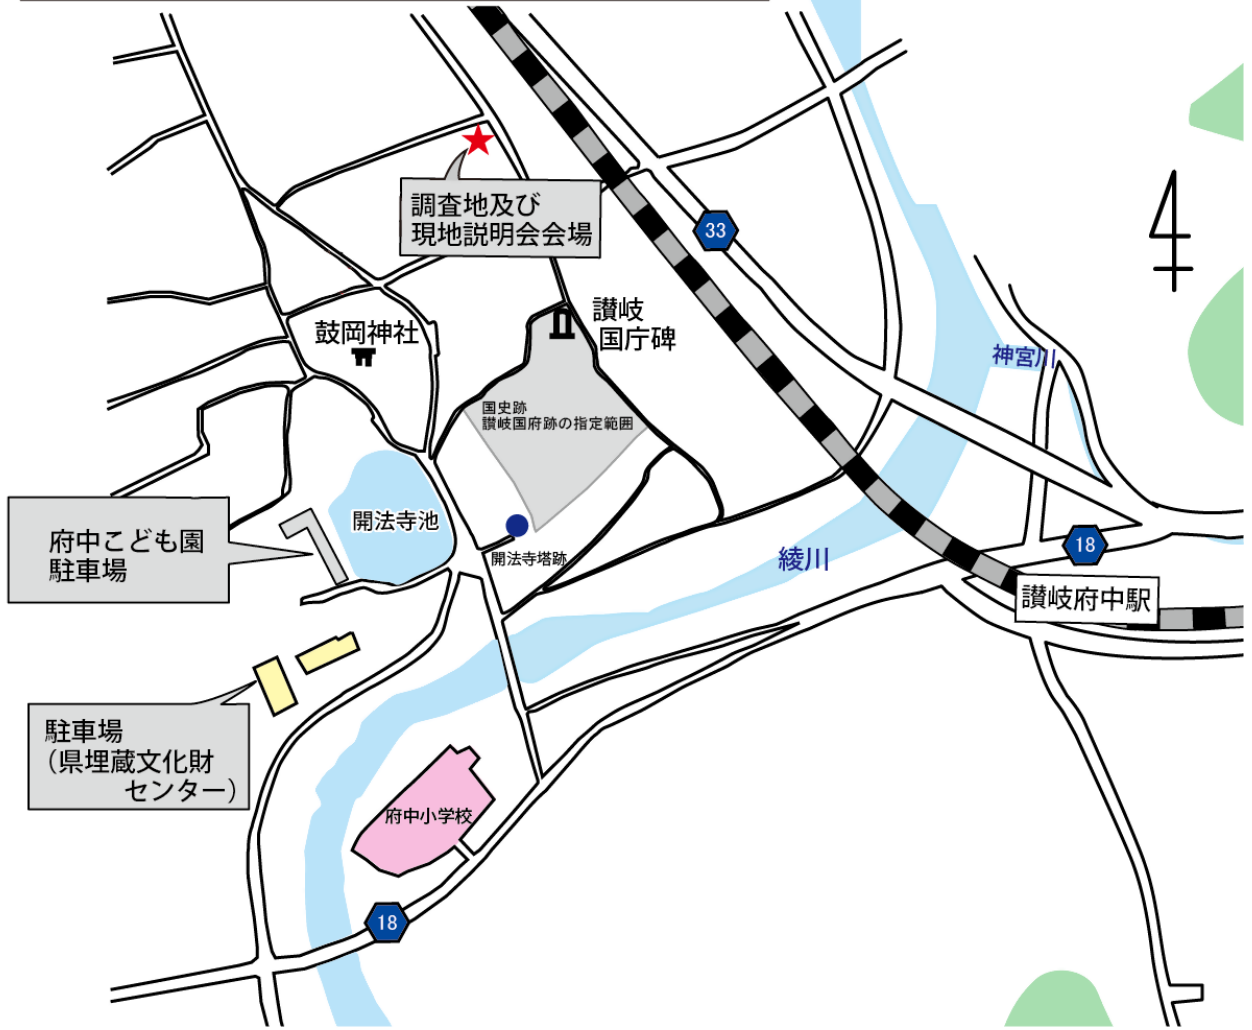 調査地及び
現地説明会会場
33
讃岐
国庁碑
鼓岡神社
神宮川
国史跡
讃岐国府跡の指定範囲
開法寺池
府中こども園
駐車場
開法寺塔跡
綾川
18
讃岐府中駅
駐車場
（県埋蔵文化財
センター）
府中小学校
18